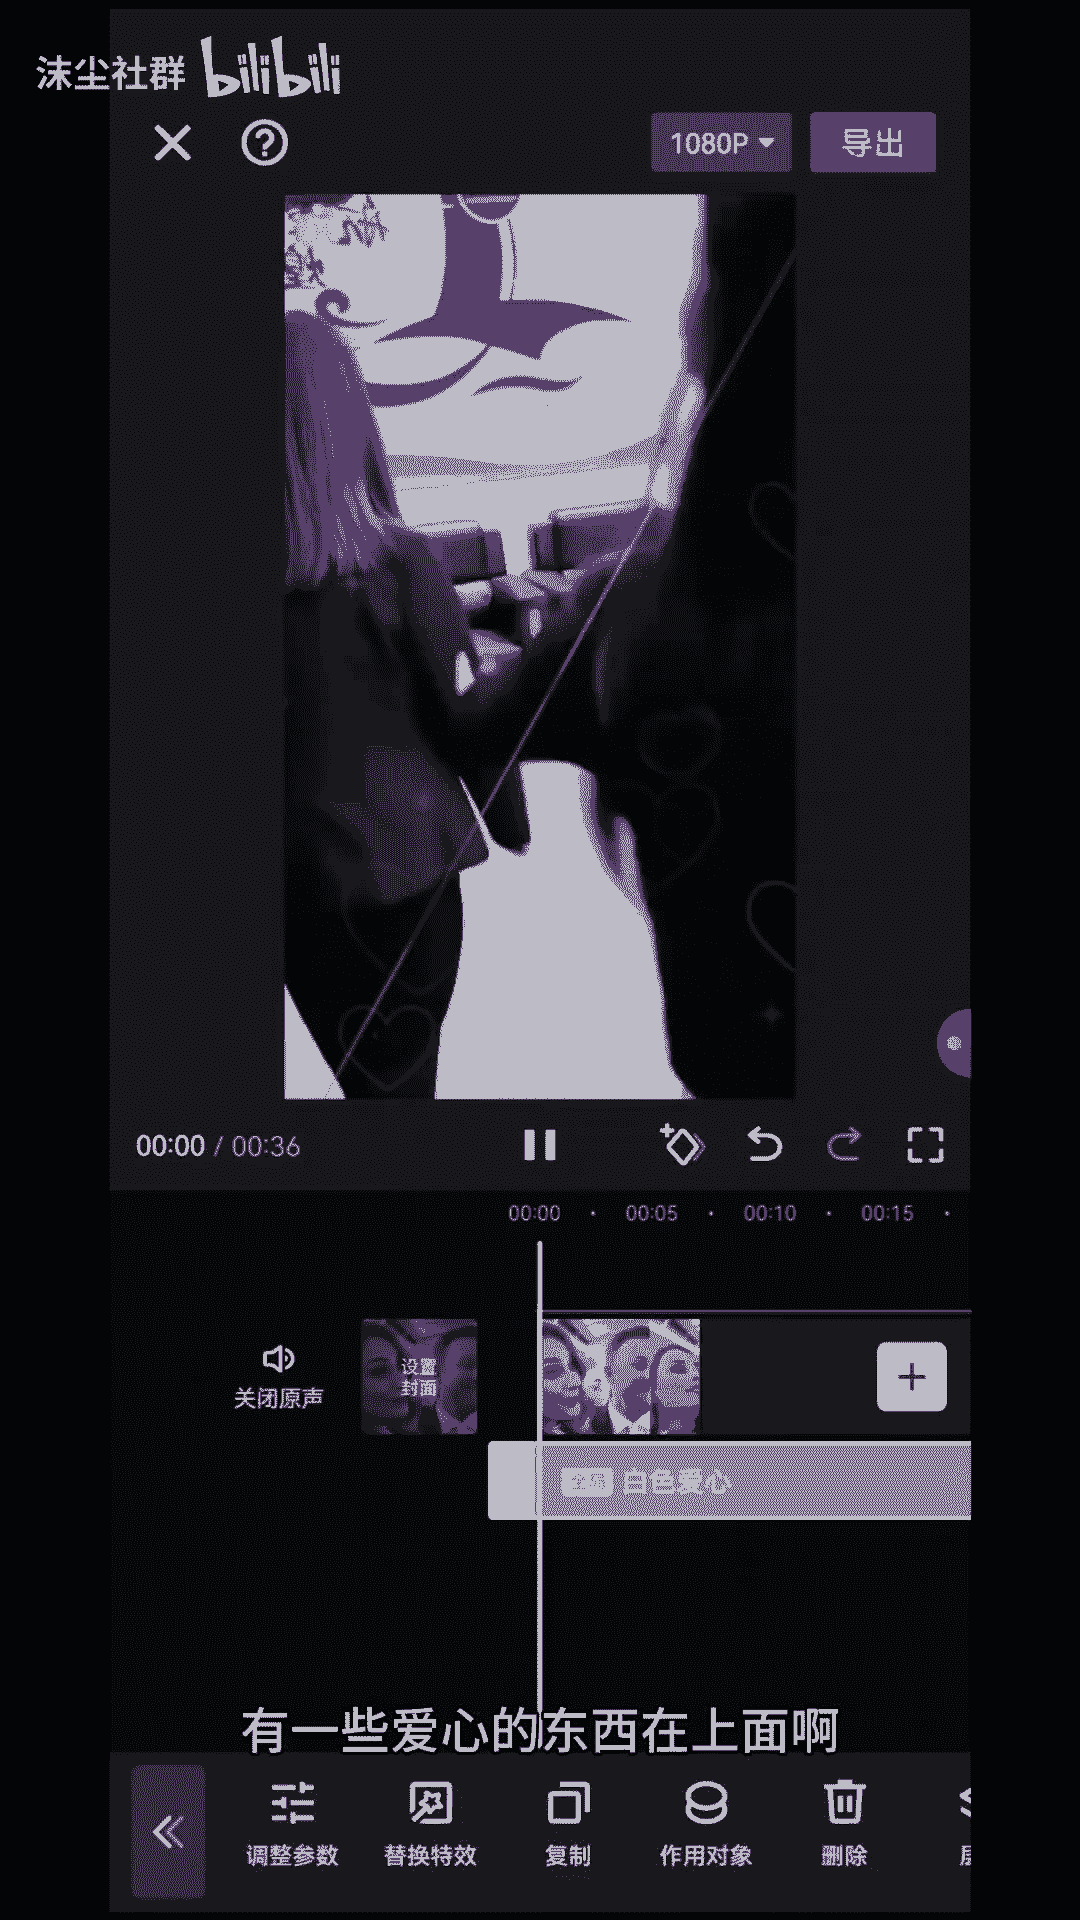 沫尘社群 bilibili
1080P 导出
00:00 / 00:36
00:00 00:05 00:10 00:15
设置
封面
关闭原声
全局 白色爱心
有一些爱心的东西在上面啊
调整参数 替换特效 复制 作用对象 删除